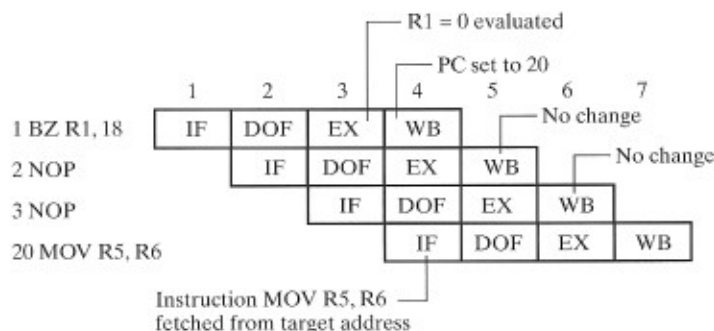 R1 = 0 evaluated
PC set to 20
1 2 3 4 5 6 7
No change
1 BZ R1, 18 IF DOF EX WB
No change
2 NOP IF DOF EX WB
3 NOP IF DOF EX WB
20 MOV R5, R6 IF DOF EX WB
Instruction MOV R5, R6
fetched from target address